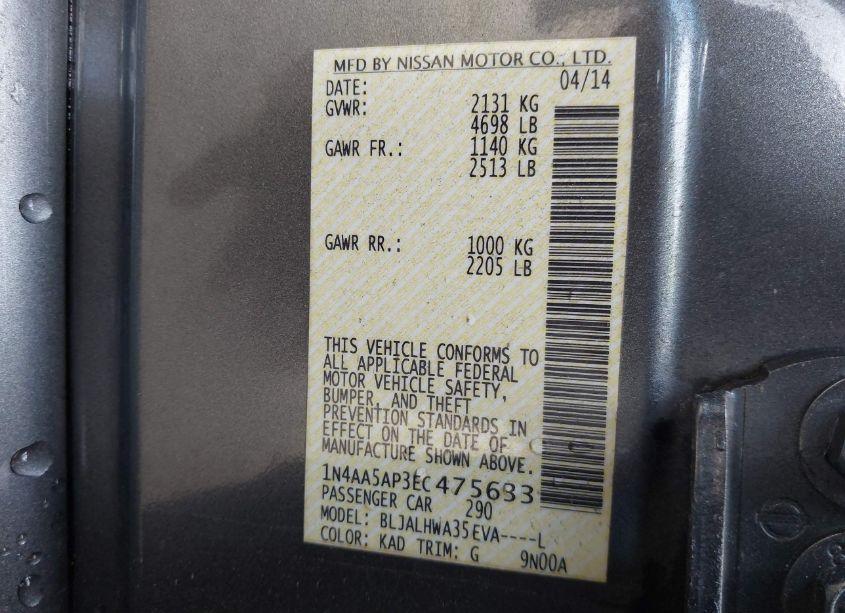 MFD BY NISSAN MOTOR CO., LTD.
DATE: 04/14
GVWR: 2131 KG
4698 LB
GAWR FR.: 1140 KG
2513 LB
GAWR RR.: 1000 KG
2205 LB
THIS VEHICLE CONFORMS TO
ALL APPLICABLE FEDERAL
MOTOR VEHICLE SAFETY,
BUMPER, AND THEFT
PREVENTION STANDARDS IN
EFFECT ON THE DATE OF
MANUFACTURE SHOWN ABOVE.
1N4AA5AP3EC475633
PASSENGER CAR 290
MODEL: BLJALHWA35EVA----L
COLOR: KAD TRIM: G 9N00A